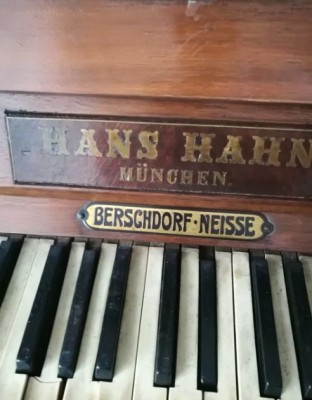 HANS HAHN
MÜNCHEN.
BERSCHDORF·NEISSE